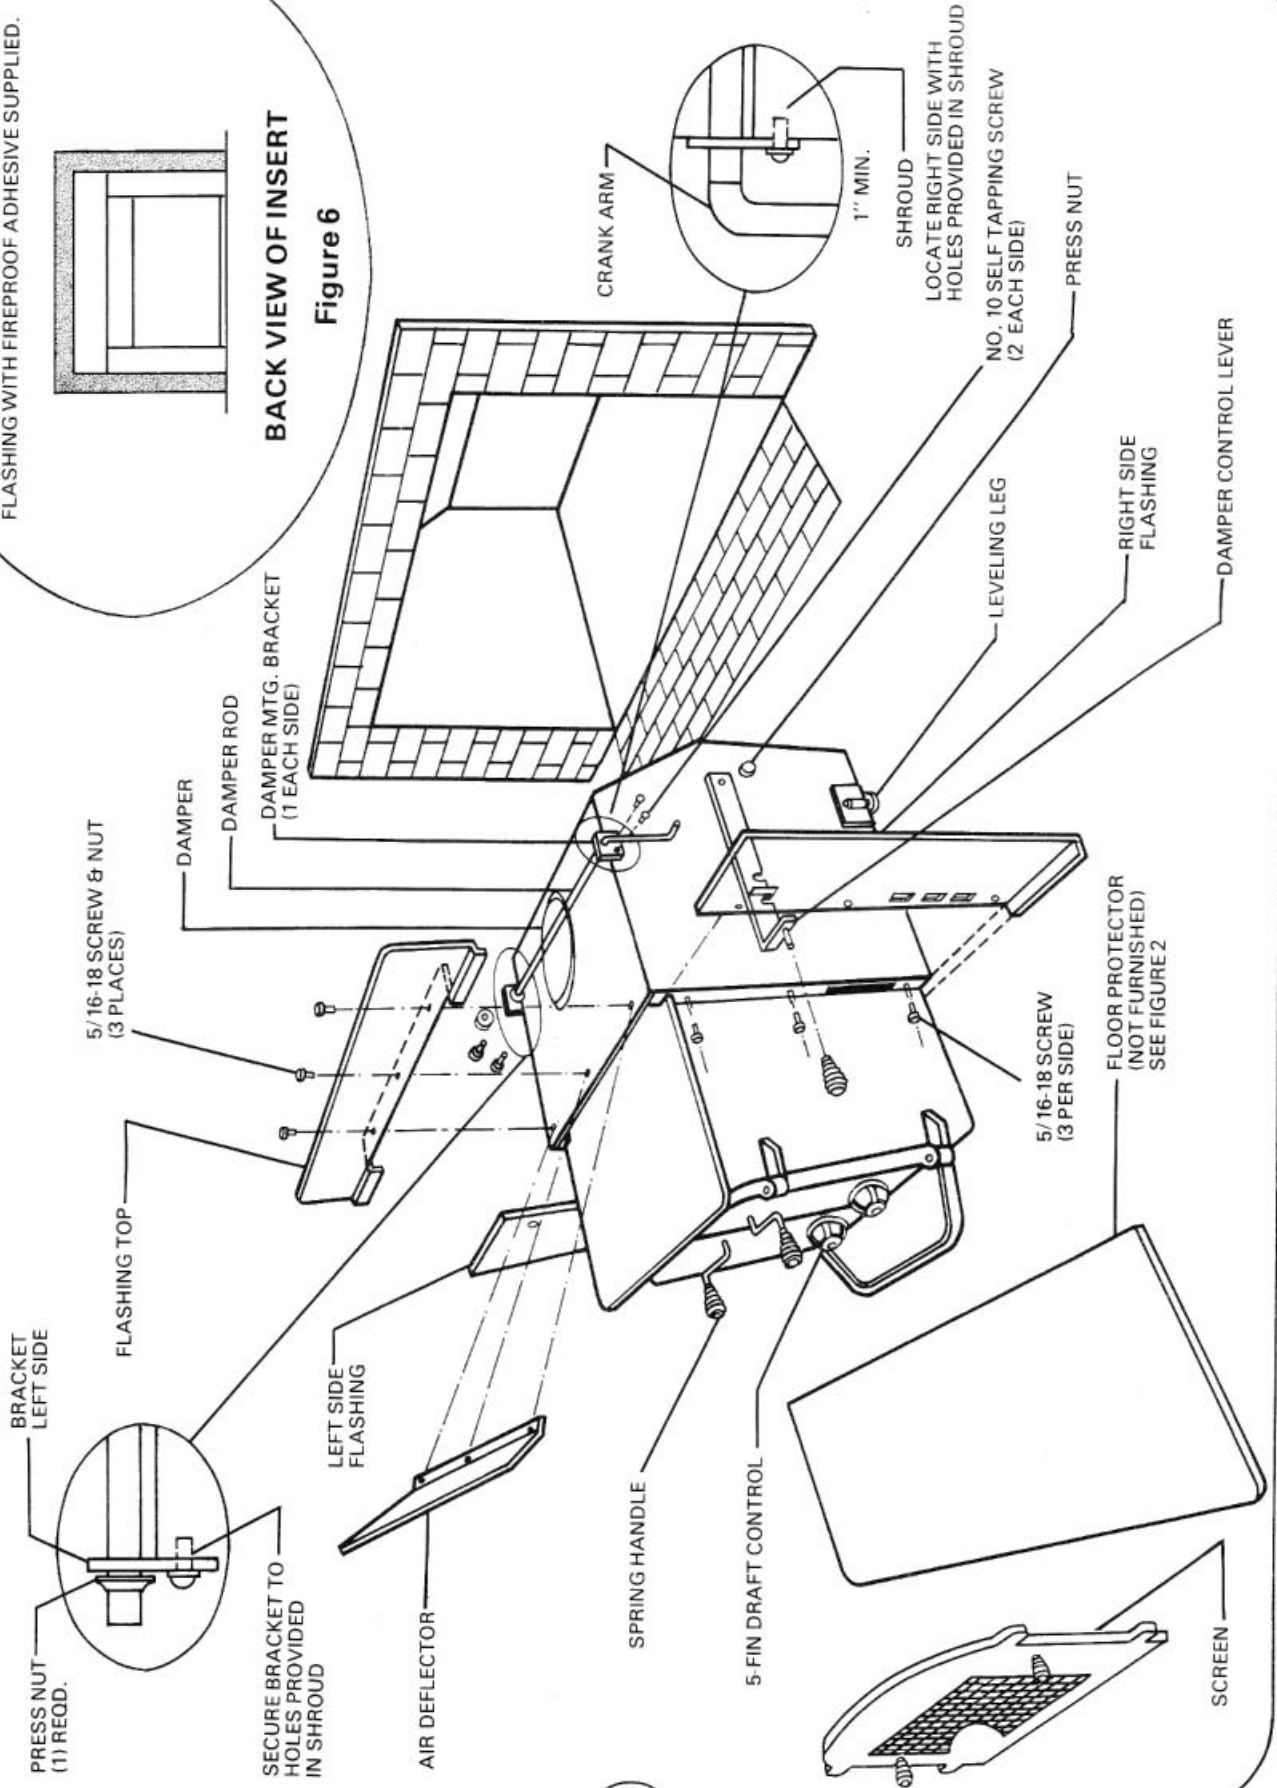 FLASHING WITH FIREPROOF ADHESIVE SUPPLIED.
BACK VIEW OF INSERT
Figure 6
PRESS NUT
(1) REQD.
BRACKET
LEFT SIDE
SECURE BRACKET TO
HOLES PROVIDED
IN SHROUD
FLASHING TOP
5/16-18 SCREW & NUT
(3 PLACES)
DAMPER
DAMPER ROD
DAMPER MTG. BRACKET
(1 EACH SIDE)
LEFT SIDE
FLASHING
AIR DEFLECTOR
CRANK ARM
1" MIN.
SHROUD
LOCATE RIGHT SIDE WITH
HOLES PROVIDED IN SHROUD
NO. 10 SELF TAPPING SCREW
(2 EACH SIDE)
PRESS NUT
LEVELING LEG
RIGHT SIDE
FLASHING
DAMPER CONTROL LEVER
SPRING HANDLE
5-FIN DRAFT CONTROL
5/16-18 SCREW
(3 PER SIDE)
FLOOR PROTECTOR
(NOT FURNISHED)
SEE FIGURE 2
SCREEN